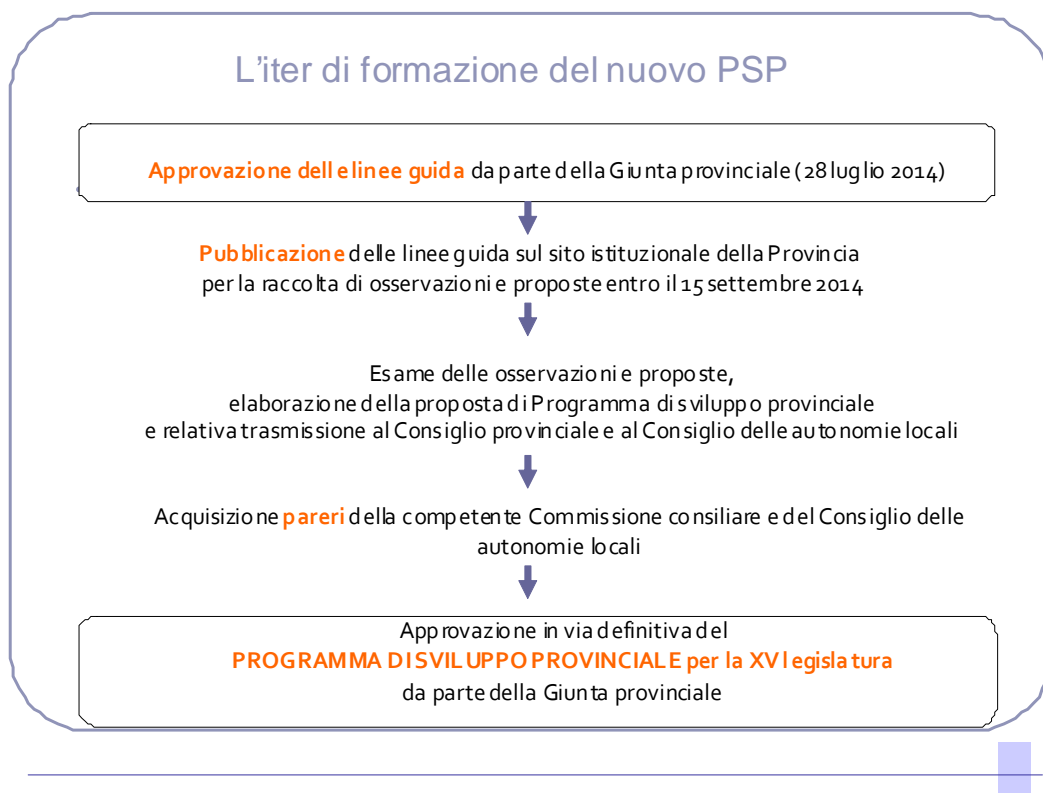 L'iter di formazione del nuovo PSP
Approvazione delle linee guida da parte della Giunta provinciale (28 luglio 2014)
Pubblicazione delle linee guida sul sito istituzionale della Provincia
per la raccolta di osservazioni e proposte entro il 15 settembre 2014
Esame delle osservazioni e proposte,
elaborazione della proposta di Programma di sviluppo provinciale
e relativa trasmissione al Consiglio provinciale e al Consiglio delle autonomie locali
Acquisizione pareri della competente Commissione consiliare e del Consiglio delle
autonomie locali
Approvazione in via definitiva del
PROGRAMMA DI SVILUPPO PROVINCIALE per la XV legislatura
da parte della Giunta provinciale